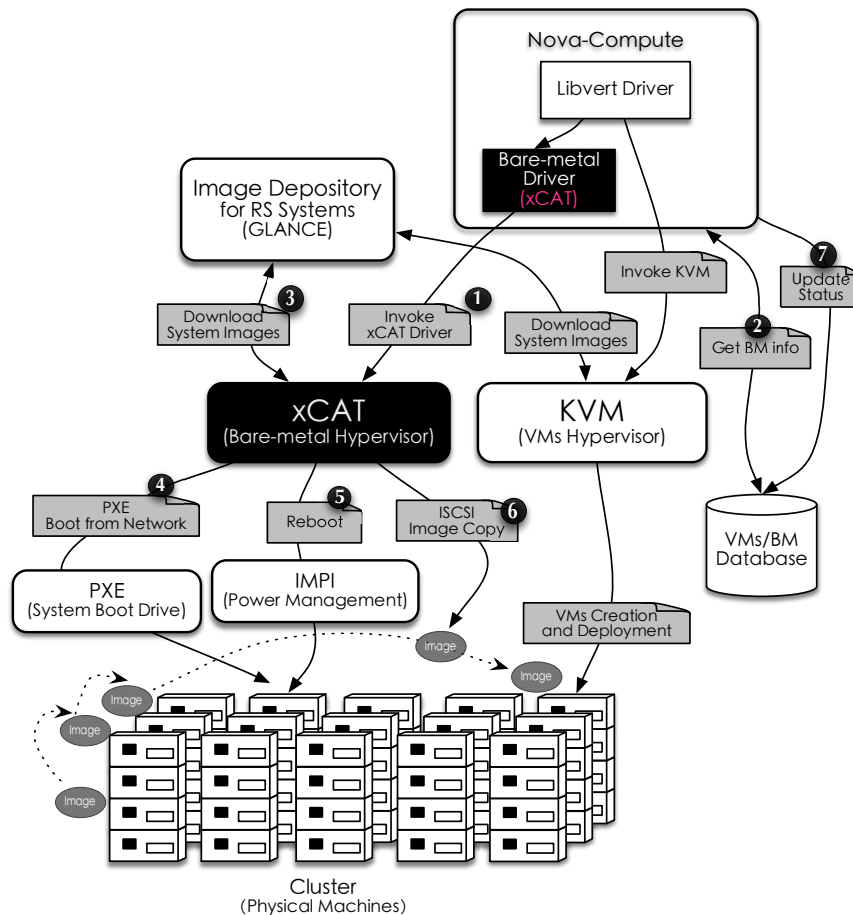 Nova-Compute
Libvert Driver
Bare-metal
Driver
(xCAT)
Image Depository
for RS Systems
(GLANCE)
7
Update
Status
Invoke KVM
3
Download
System Images
1
Invoke
xCAT Driver
Download
System Images
2
Get BM info
xCAT
(Bare-metal Hypervisor)
KVM
(VMs Hypervisor)
4
PXE
Boot from Network
5
Reboot
6
ISCSI
Image Copy
VMs/BM
Database
PXE
(System Boot Drive)
IMPI
(Power Management)
VMs Creation
and Deployment
Image
Image
Image
Image
Image
Cluster
(Physical Machines)